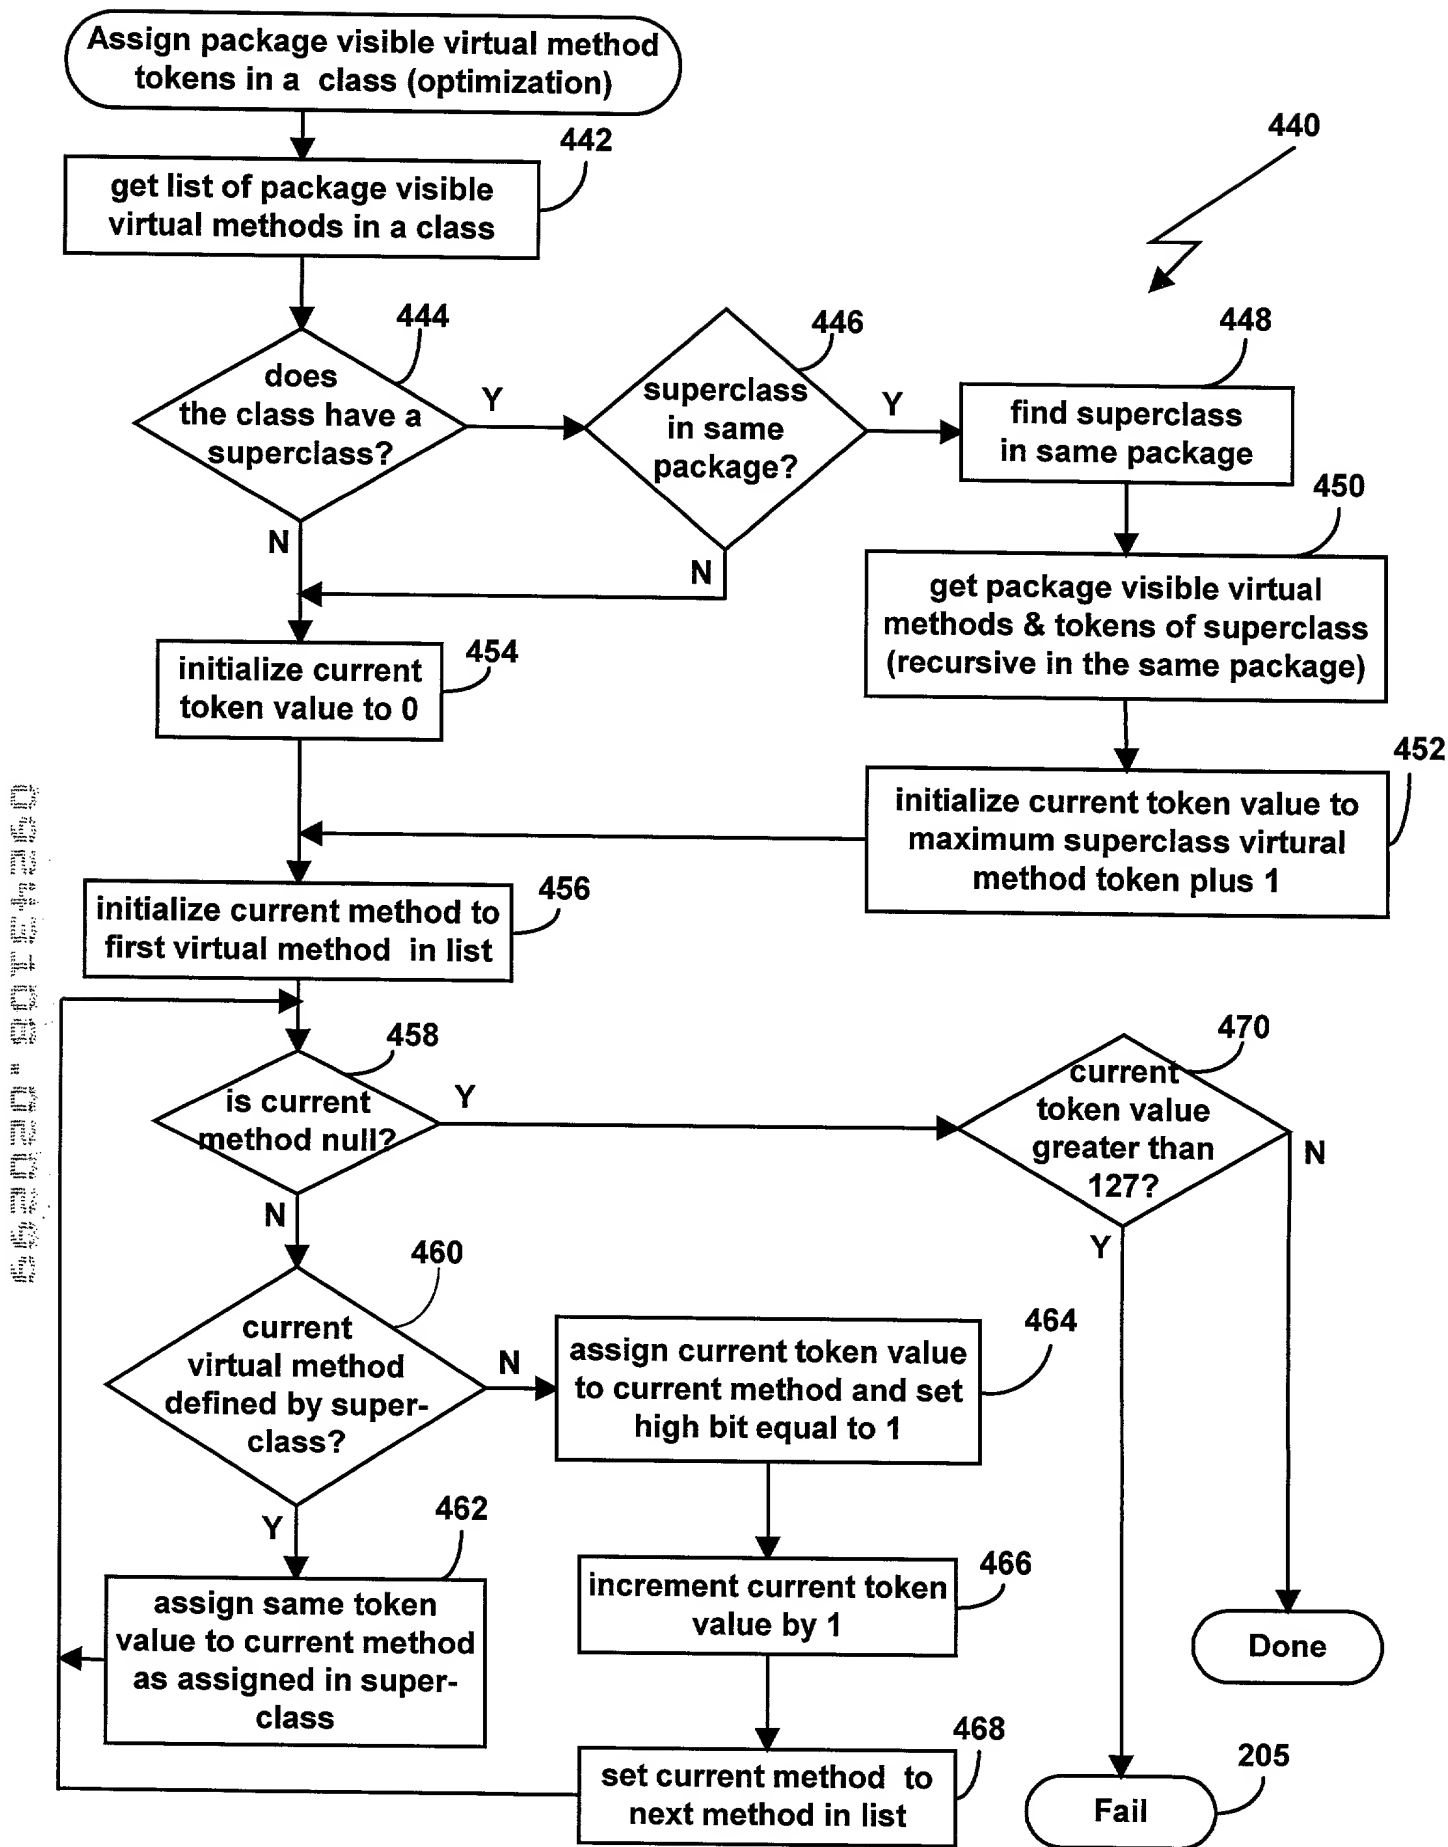 Assign package visible virtual method
tokens in a class (optimization)
442
get list of package visible
virtual methods in a class
440
444
does
the class have a
superclass?
Y
N
446
superclass
in same
package?
Y
N
448
find superclass
in same package
450
get package visible virtual
methods & tokens of superclass
(recursive in the same package)
452
initialize current token value to
maximum superclass virtural
method token plus 1
454
initialize current
token value to 0
456
initialize current method to
first virtual method in list
458
is current
method null?
Y
N
470
current
token value
greater than
127?
N
Y
460
current
virtual method
defined by super-
class?
N
Y
464
assign current token value
to current method and set
high bit equal to 1
462
assign same token
value to current method
as assigned in super-
class
466
increment current token
value by 1
468
set current method to
next method in list
Done
205
Fail
09243108.020299